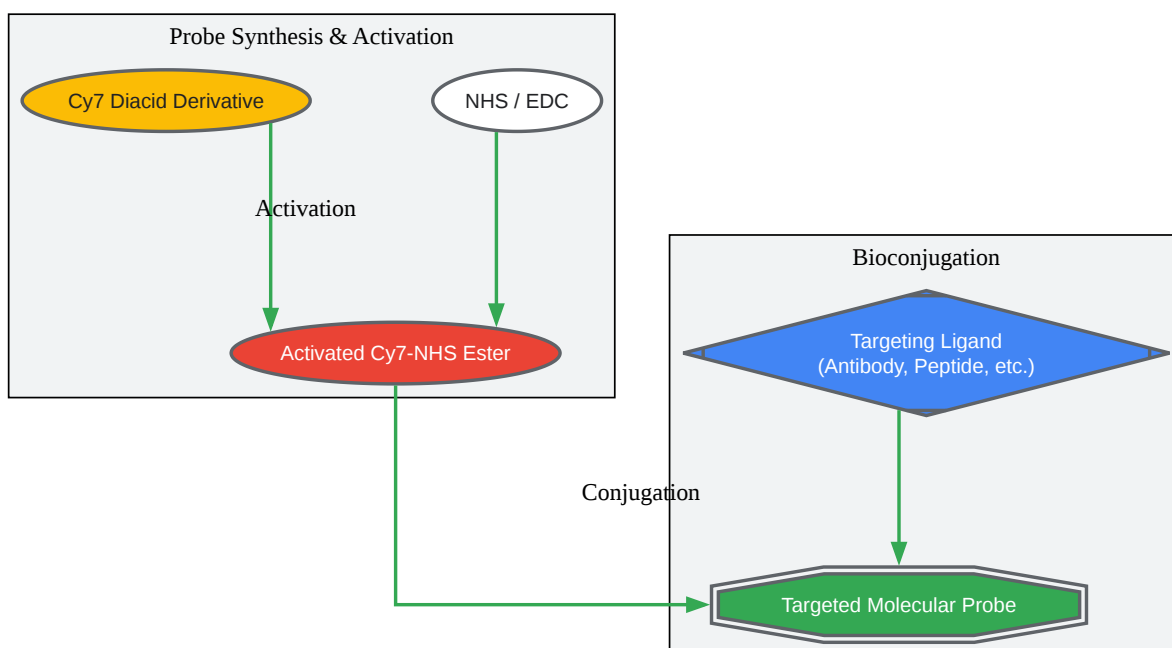 Probe Synthesis & Activation
Cy7 Diacid Derivative
NHS / EDC
Activation
Activated Cy7-NHS Ester
Bioconjugation
Targeting Ligand
(Antibody, Peptide, etc.)
Conjugation
Targeted Molecular Probe